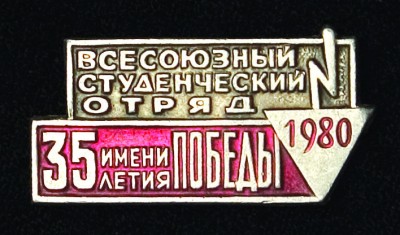 ВСЕСОЮЗНЫЙ
СТУДЕНЧЕСКИЙ
ОТРЯД
35 ИМЕНИ
ЛЕТИЯ ПОБЕДЫ
1980